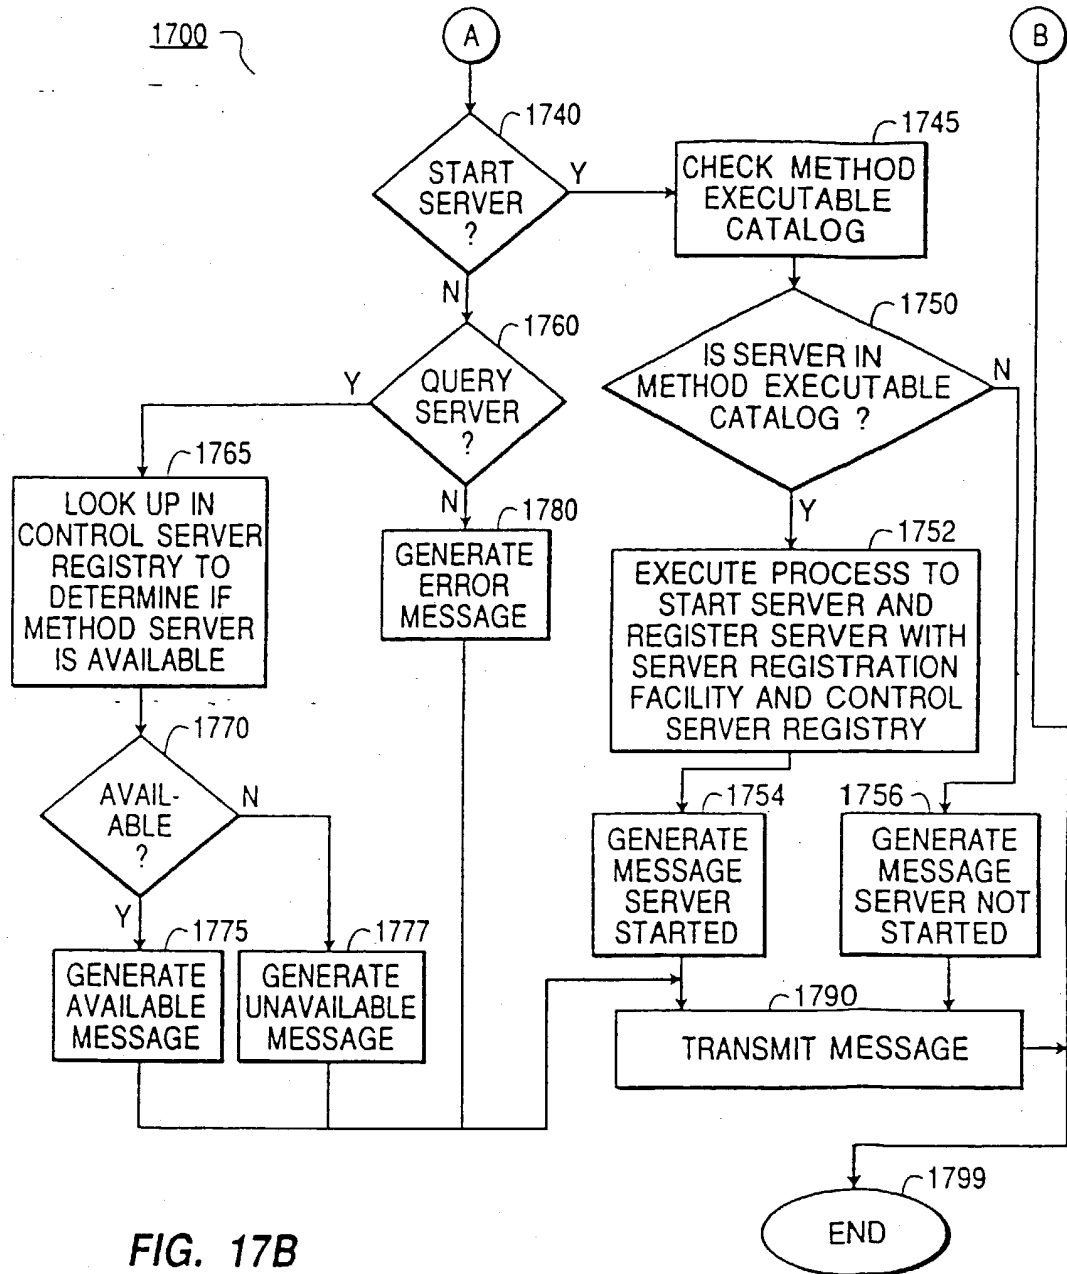 1700
A
B
1740
START
SERVER
?
Y
N
1745
CHECK METHOD
EXECUTABLE
CATALOG
1750
IS SERVER IN
METHOD EXECUTABLE
CATALOG ?
N
Y
1760
QUERY
SERVER
?
Y
N
1765
LOOK UP IN
CONTROL SERVER
REGISTRY TO
DETERMINE IF
METHOD SERVER
IS AVAILABLE
1780
GENERATE
ERROR
MESSAGE
1752
EXECUTE PROCESS TO
START SERVER AND
REGISTER SERVER WITH
SERVER REGISTRATION
FACILITY AND CONTROL
SERVER REGISTRY
1770
AVAIL-
ABLE
?
N
Y
1754
GENERATE
MESSAGE
SERVER
STARTED
1756
GENERATE
MESSAGE
SERVER NOT
STARTED
1775
GENERATE
AVAILABLE
MESSAGE
1777
GENERATE
UNAVAILABLE
MESSAGE
1790
TRANSMIT MESSAGE
1799
END
FIG. 17B